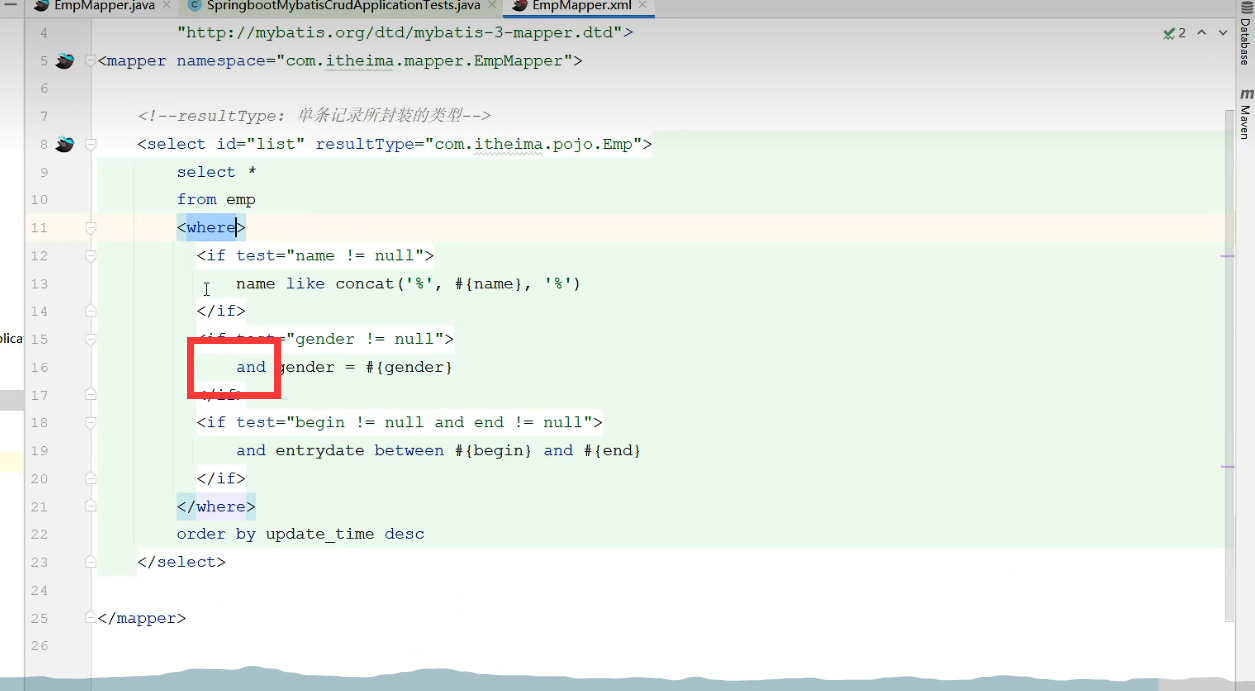 EmpMapper.java × SpringbootMybatisCrudApplicationTests.java × EmpMapper.xml ×
4 "http://mybatis.org/dtd/mybatis-3-mapper.dtd"> 2
5 <mapper namespace="com.itheima.mapper.EmpMapper">
6
7 <!--resultType: 单条记录所封装的类型-->
8 <select id="list" resultType="com.itheima.pojo.Emp">
9 select *
10 from emp
11 <where>
12 <if test="name != null">
13 name like concat('%', #{name}, '%')
14 </if>
15 <if test="gender != null">
16 and gender = #{gender}
17 </if>
18 <if test="begin != null and end != null">
19 and entrydate between #{begin} and #{end}
20 </if>
21 </where>
22 order by update_time desc
23 </select>
24
25 </mapper>
26
plica
Database
m Maven